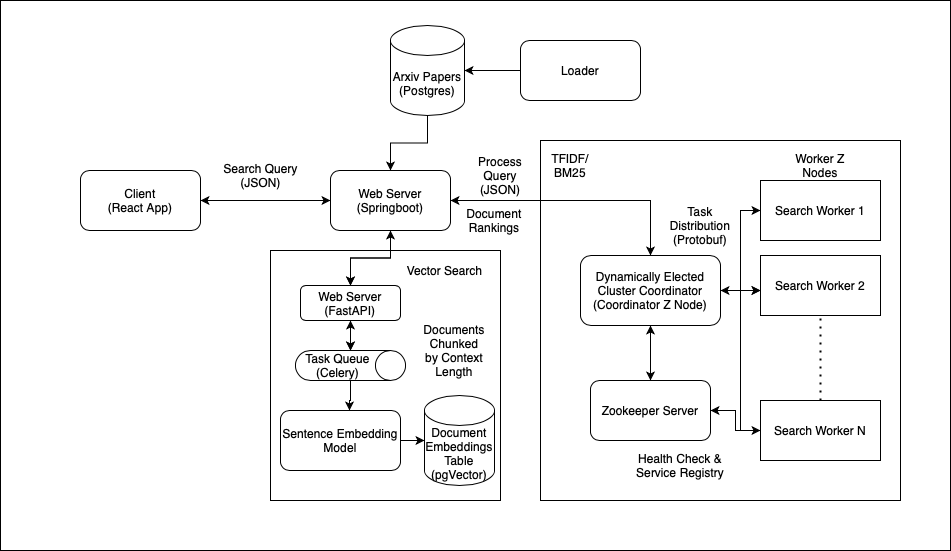 Arxiv Papers
(Postgres)
Loader
Client
(React App)
Search Query
(JSON)
Web Server
(Springboot)
Process
Query
(JSON)
Document
Rankings
TFIDF/
BM25
Worker Z
Nodes
Search Worker 1
Task
Distribution
(Protobuf)
Dynamically Elected
Cluster Coordinator
(Coordinator Z Node)
Search Worker 2
Zookeeper Server
Search Worker N
Health Check &
Service Registry
Vector Search
Web Server
(FastAPI)
Documents
Chunked
by Context
Length
Task Queue
(Celery)
Sentence Embedding
Model
Document
Embeddings
Table
(pgVector)